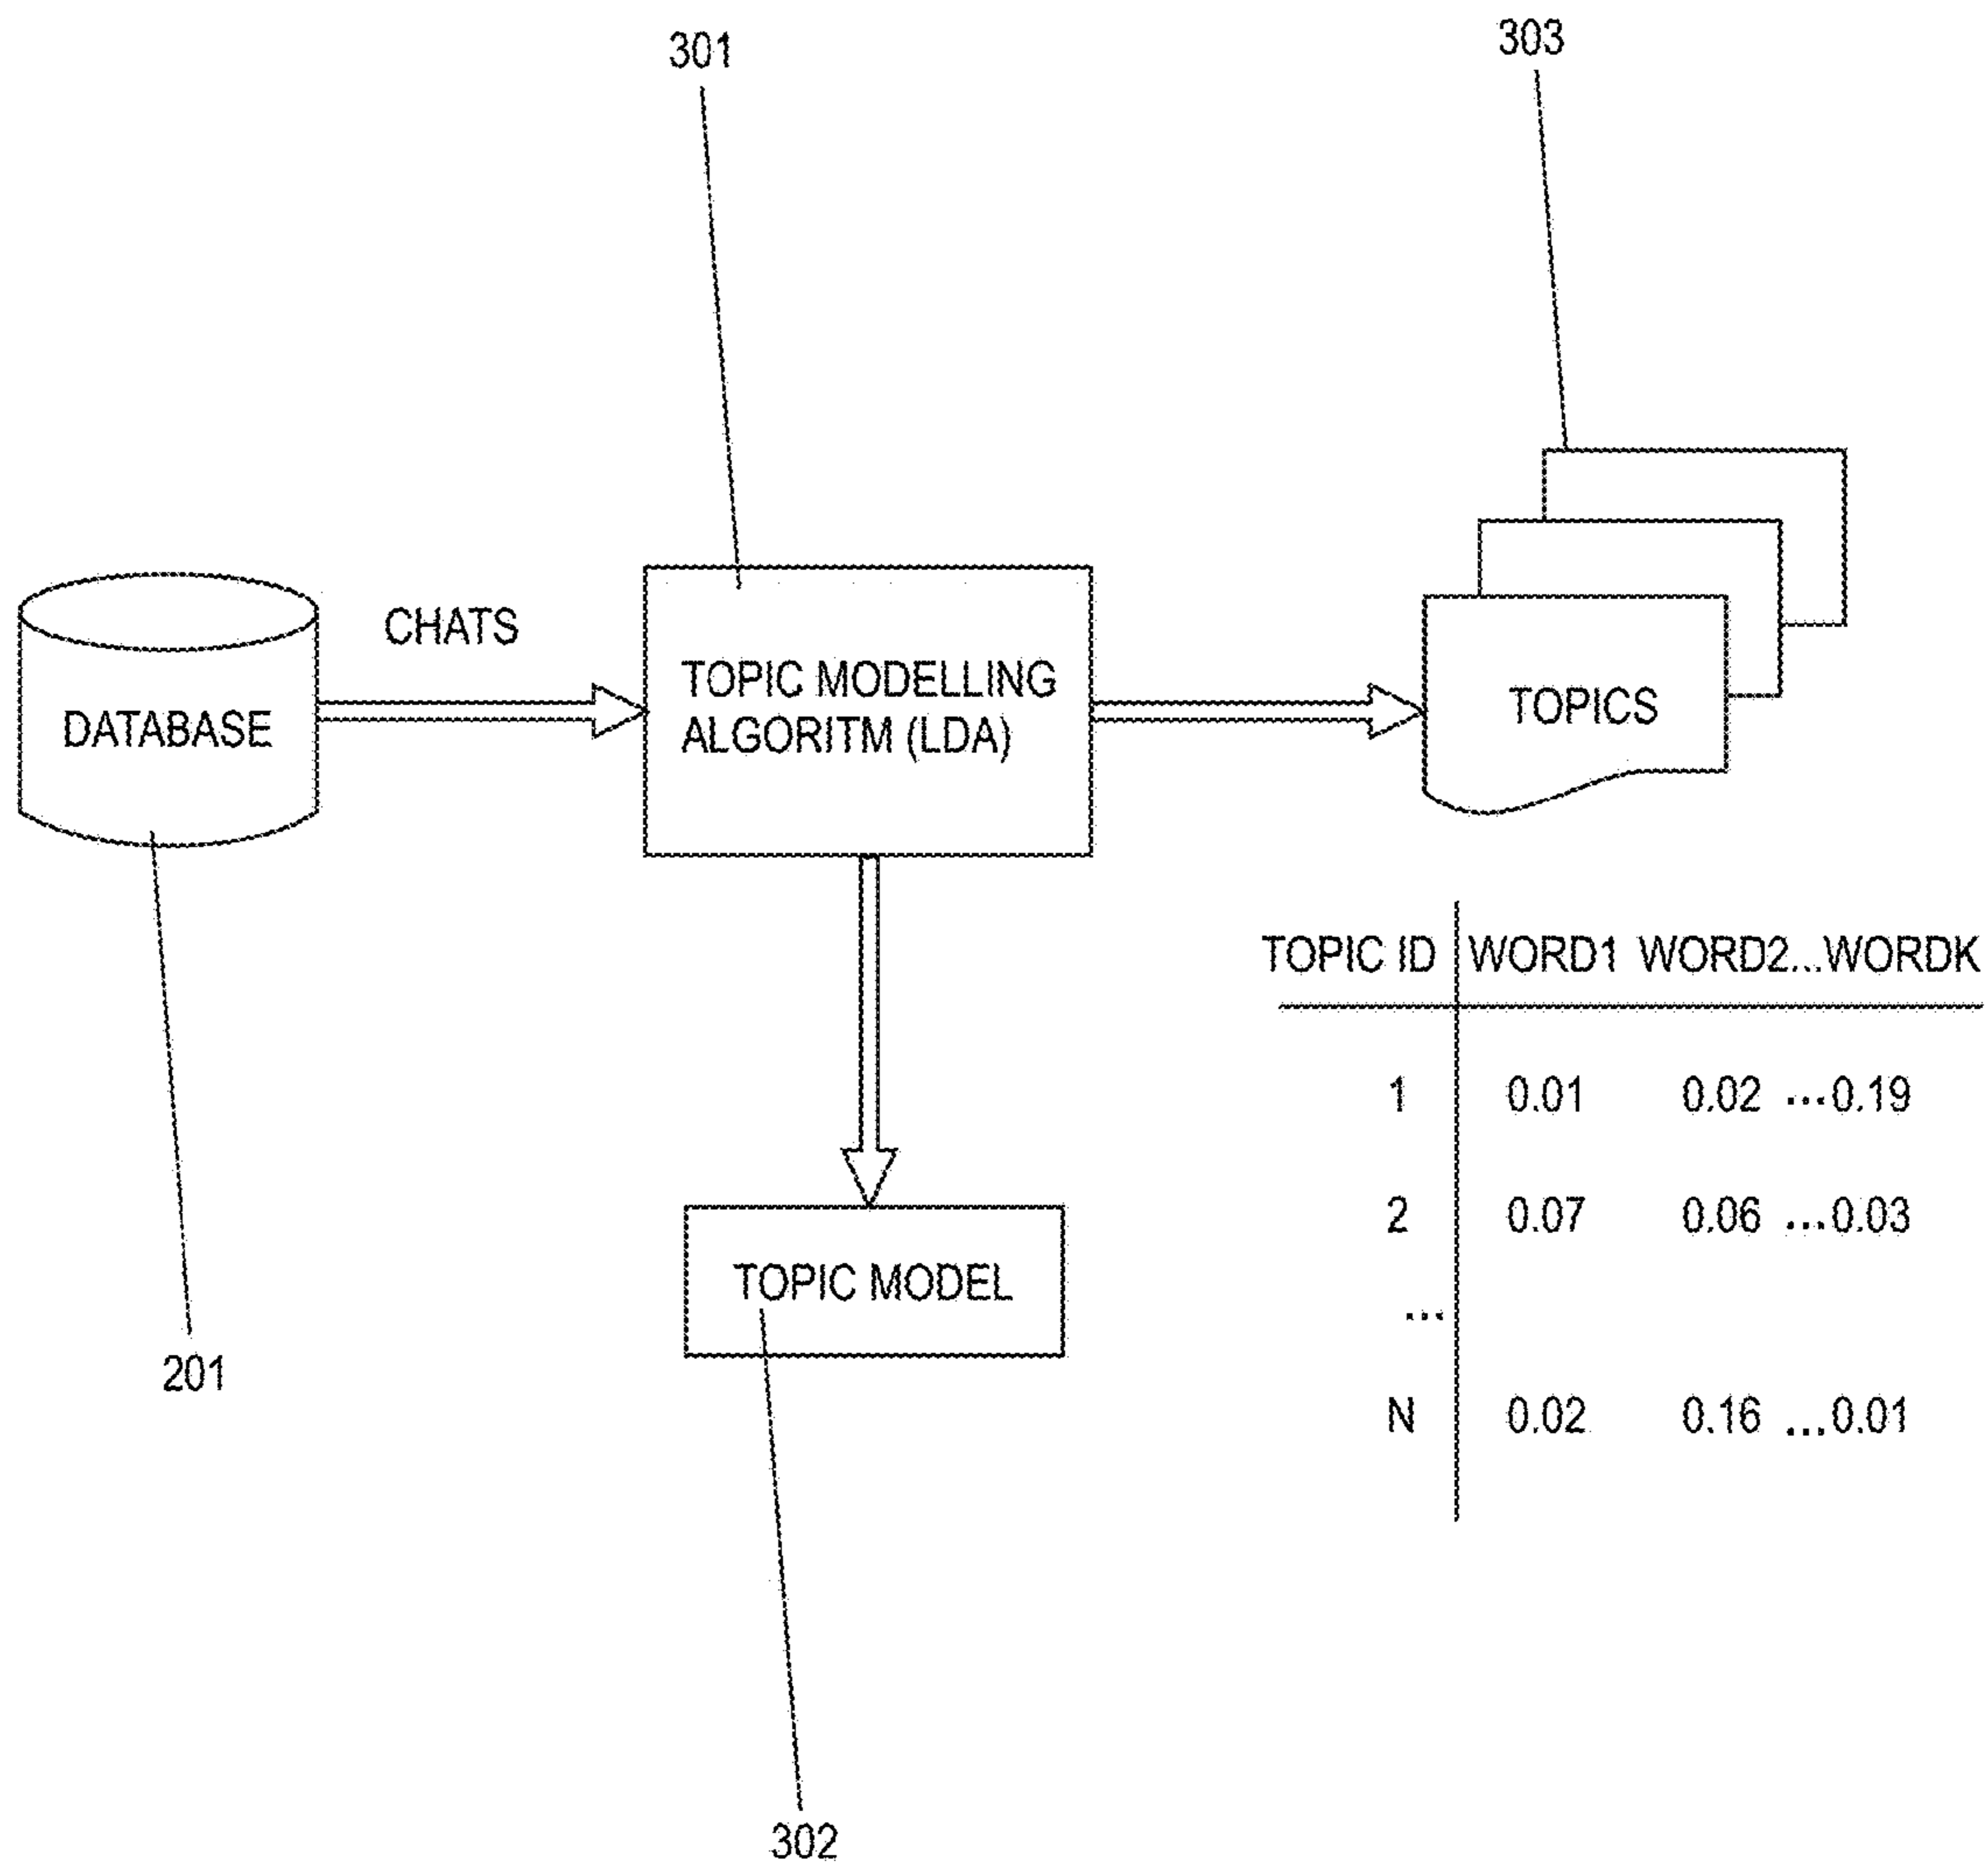 301
303
CHATS
DATABASE
TOPIC MODELLING
ALGORITM (LDA)
TOPICS
TOPIC ID WORD1 WORD2...WORDK
1 0.01 0.02 ...0.19
2 0.07 0.06 ...0.03
...
N 0.02 0.16 ...0.01
TOPIC MODEL
201
302